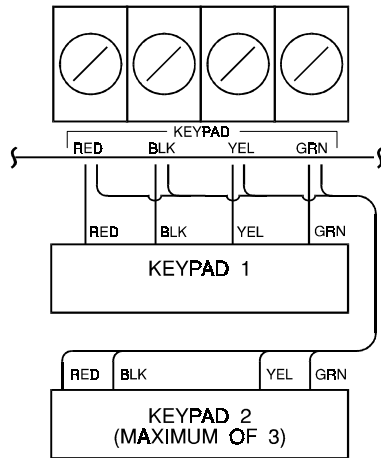 KEYPAD
RED BLK YEL GRN
RED BLK YEL GRN
KEYPAD 1
RED BLK YEL GRN
KEYPAD 2
(MAXIMUM OF 3)